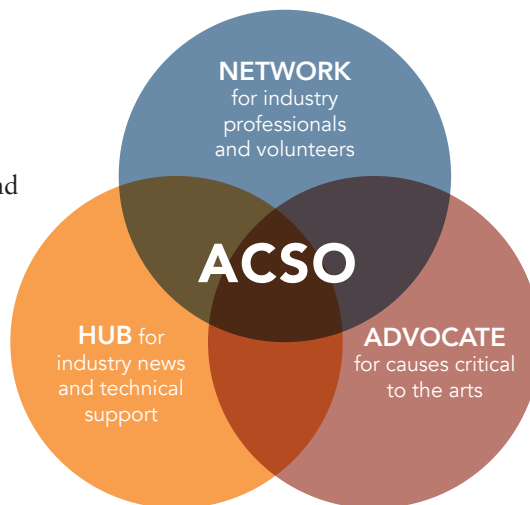 NETWORK
for industry
professionals
and volunteers
ACSO
HUB for
industry news
and technical
support
ADVOCATE
for causes critical
to the arts